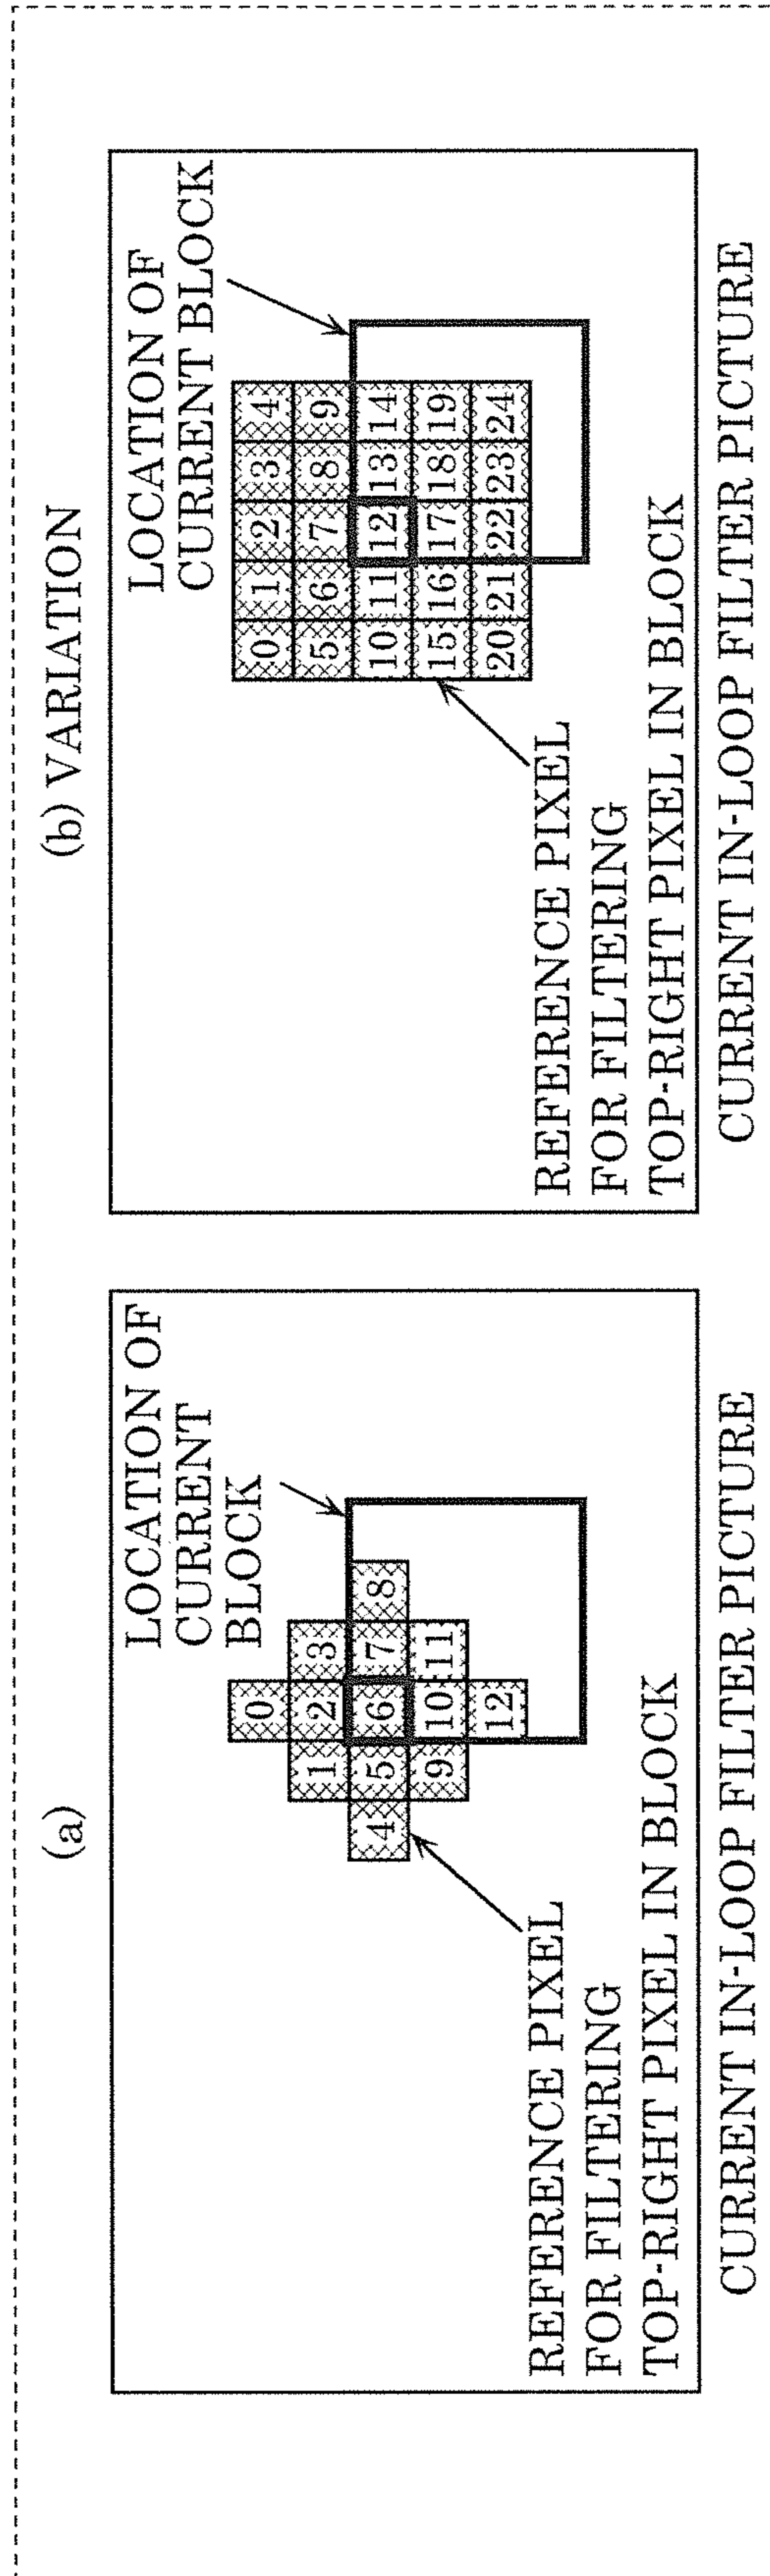 (a)
LOCATION OF
CURRENT
BLOCK
0
1 2 3
4 5 6 7 8
9 10 11
12
REFERENCE PIXEL
FOR FILTERING
TOP-RIGHT PIXEL IN BLOCK
CURRENT IN-LOOP FILTER PICTURE
(b) VARIATION
LOCATION OF
CURRENT BLOCK
0 1 2 3 4
5 6 7 8 9
10 11 12 13 14
15 16 17 18 19
20 21 22 23 24
REFERENCE PIXEL
FOR FILTERING
TOP-RIGHT PIXEL IN BLOCK
CURRENT IN-LOOP FILTER PICTURE